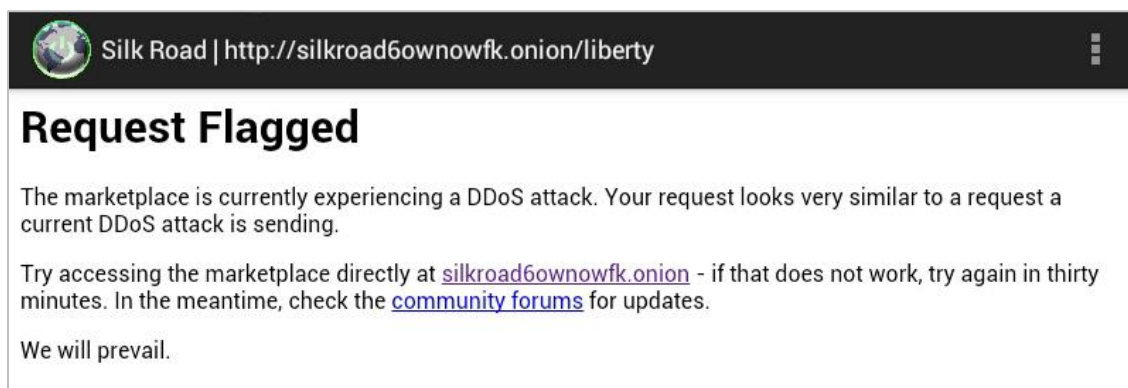 Silk Road | http://silkroad6ownowfk.onion/liberty
Request Flagged
The marketplace is currently experiencing a DDoS attack. Your request looks very similar to a request a
current DDoS attack is sending.
Try accessing the marketplace directly at silkroad6ownowfk.onion - if that does not work, try again in thirty
minutes. In the meantime, check the community forums for updates.
We will prevail.